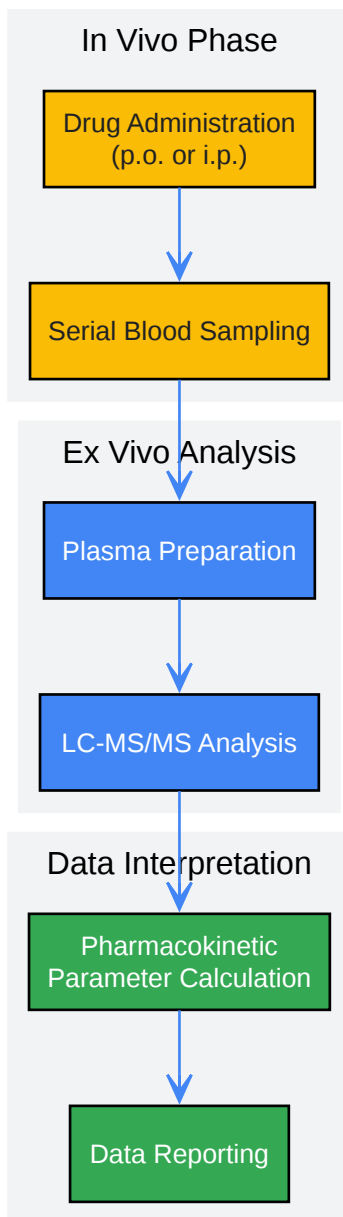 In Vivo Phase
Drug Administration
(p.o. or i.p.)
Serial Blood Sampling
Ex Vivo Analysis
Plasma Preparation
LC-MS/MS Analysis
Data Interpretation
Pharmacokinetic
Parameter Calculation
Data Reporting